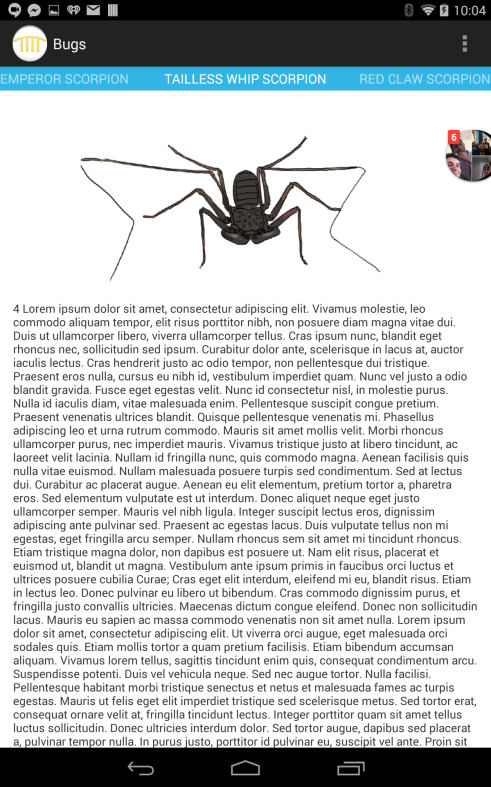 10:04
Bugs
EMPEROR SCORPION TAILLESS WHIP SCORPION RED CLAW SCORPION
6
4 Lorem ipsum dolor sit amet, consectetur adipiscing elit. Vivamus molestie, leo
commodo aliquam tempor, elit risus porttitor nibh, non posuere diam magna vitae dui.
Duis ut ullamcorper libero, viverra ullamcorper tellus. Cras ipsum nunc, blandit eget
rhoncus nec, sollicitudin sed ipsum. Curabitur dolor ante, scelerisque in lacus at, auctor
iaculis lectus. Cras hendrerit justo ac odio tempor, non pellentesque dui tristique.
Praesent eros nulla, cursus eu nibh id, vestibulum imperdiet quam. Nunc vel justo a odio
blandit gravida. Fusce eget egestas velit. Nunc id consectetur nisl, in molestie purus.
Nulla id iaculis diam, vitae malesuada enim. Pellentesque suscipit congue pretium.
Praesent venenatis ultrices blandit. Quisque pellentesque venenatis mi. Phasellus
adipiscing leo et urna rutrum commodo. Mauris sit amet mollis velit. Morbi rhoncus
ullamcorper purus, nec imperdiet mauris. Vivamus tristique justo at libero tincidunt, ac
laoreet velit lacinia. Nullam id fringilla nunc, quis commodo magna. Aenean facilisis quis
nulla vitae euismod. Nullam malesuada posuere turpis sed condimentum. Sed at lectus
dui. Curabitur ac placerat augue. Aenean eu elit elementum, pretium tortor a, pharetra
eros. Sed elementum vulputate est ut interdum. Donec aliquet neque eget justo
ullamcorper semper. Mauris vel nibh ligula. Integer suscipit lectus eros, dignissim
adipiscing ante pulvinar sed. Praesent ac egestas lacus. Duis vulputate tellus non mi
egestas, eget fringilla arcu semper. Nullam rhoncus sem sit amet mi tincidunt rhoncus.
Etiam tristique magna dolor, non dapibus est posuere ut. Nam elit risus, placerat et
euismod ut, blandit ut magna. Vestibulum ante ipsum primis in faucibus orci luctus et
ultrices posuere cubilia Curae; Cras eget elit interdum, eleifend mi eu, blandit risus. Etiam
in lectus leo. Donec pulvinar eu libero ut bibendum. Cras commodo dignissim purus, et
fringilla justo convallis ultricies. Maecenas dictum congue eleifend. Donec non sollicitudin
lacus. Mauris eu sapien ac massa commodo venenatis non sit amet nulla. Lorem ipsum
dolor sit amet, consectetur adipiscing elit. Ut viverra orci augue, eget malesuada orci
sodales quis. Etiam mollis tortor a quam pretium facilisis. Etiam bibendum accumsan
aliquam. Vivamus lorem tellus, sagittis tincidunt enim quis, consequat condimentum arcu.
Suspendisse potenti. Duis vel vehicula neque. Sed nec augue tortor. Nulla facilisi.
Pellentesque habitant morbi tristique senectus et netus et malesuada fames ac turpis
egestas. Mauris ut felis eget elit imperdiet tristique sed scelerisque metus. Sed tortor erat,
consequat ornare velit at, fringilla tincidunt lectus. Integer porttitor quam sit amet tellus
luctus sollicitudin. Donec ultricies interdum dolor. Sed tortor augue, dapibus sed placerat
a, pulvinar tempor nulla. In purus justo, porttitor id pulvinar eu, suscipit vel ante. Proin sit